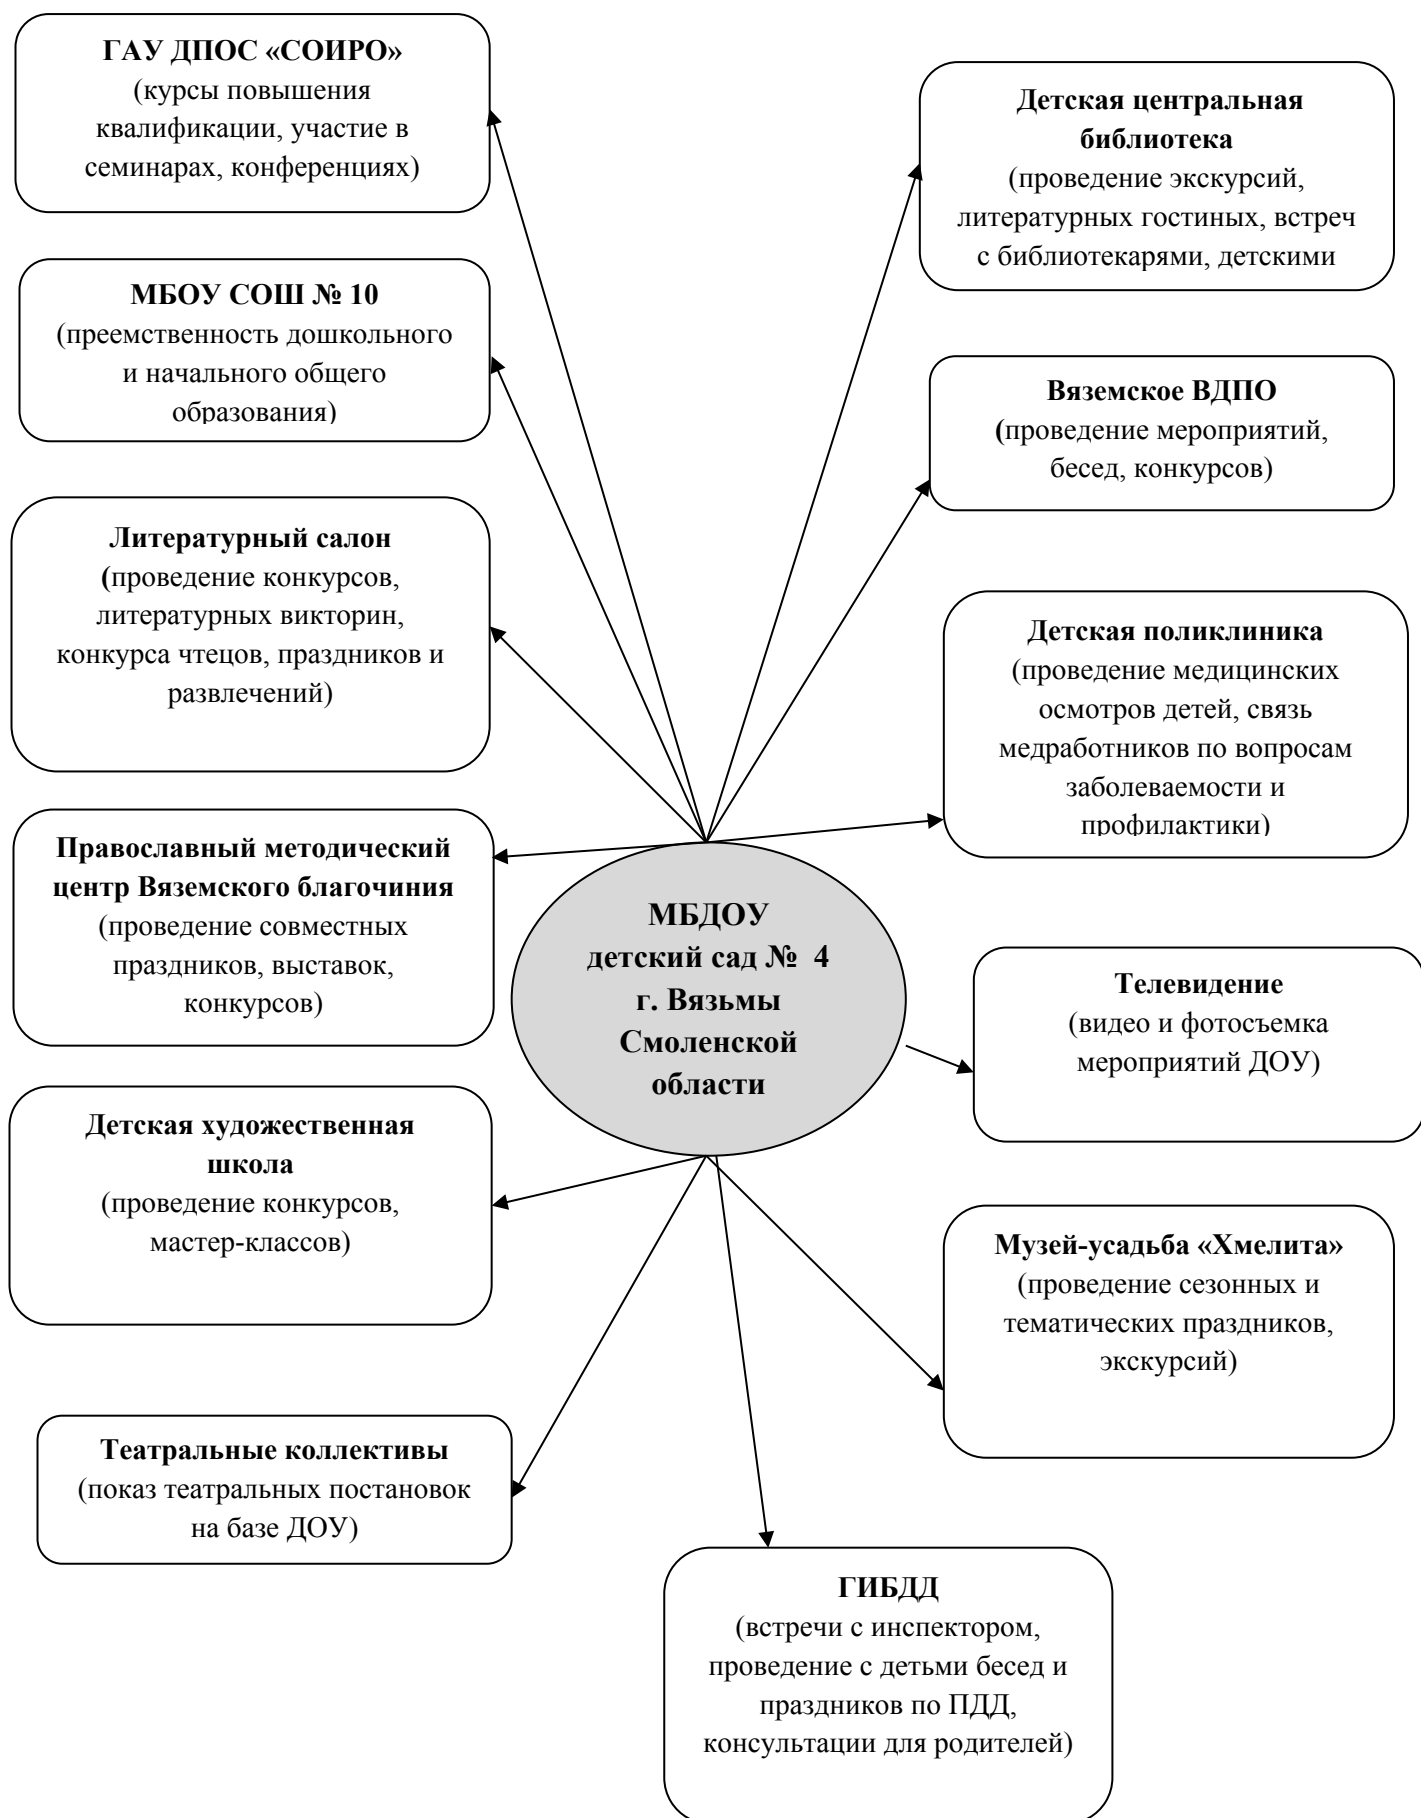 ГАУ ДПОС «СОИРО»
(курсы повышения
квалификации, участие в
семинарах, конференциях)
МБОУ СОШ № 10
(преемственность дошкольного
и начального общего
образования)
Литературный салон
(проведение конкурсов,
литературных викторин,
конкурса чтецов, праздников и
развлечений)
Православный методический
центр Вяземского благочиния
(проведение совместных
праздников, выставок,
конкурсов)
Детская художественная
школа
(проведение конкурсов,
мастер-классов)
Театральные коллективы
(показ театральных постановок
на базе ДОУ)
МБДОУ
детский сад № 4
г. Вязьмы
Смоленской
области
Детская центральная
библиотека
(проведение экскурсий,
литературных гостиных, встреч
с библиотекарями, детскими
Вяземское ВДПО
(проведение мероприятий,
бесед, конкурсов)
Детская поликлиника
(проведение медицинских
осмотров детей, связь
медработников по вопросам
заболеваемости и
профилактики)
Телевидение
(видео и фотосъемка
мероприятий ДОУ)
Музей-усадьба «Хмелита»
(проведение сезонных и
тематических праздников,
экскурсий)
ГИБДД
(встречи с инспектором,
проведение с детьми бесед и
праздников по ПДД,
консультации для родителей)